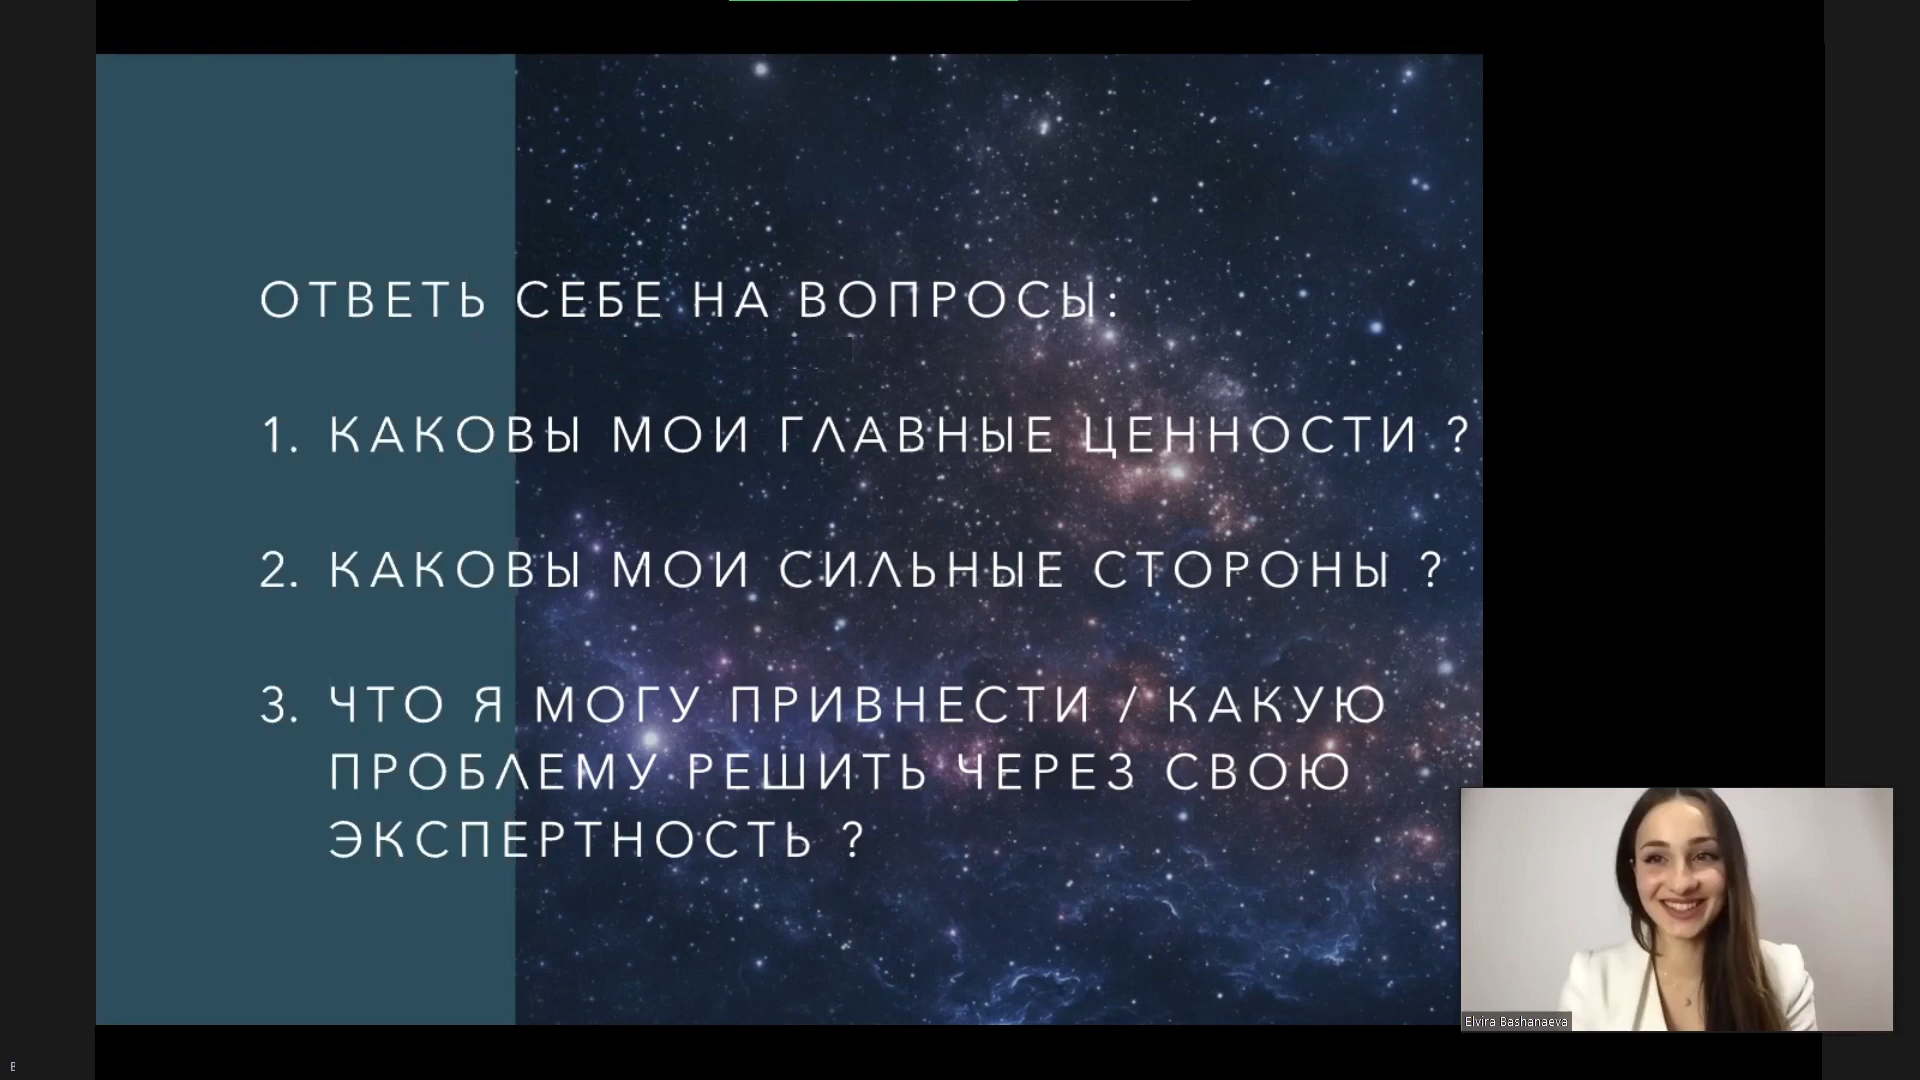 ОТВЕТЬ СЕБЕ НА ВОПРОСЫ:
1. КАКОВЫ МОИ ГЛАВНЫЕ ЦЕННОСТИ ?
2. КАКОВЫ МОИ СИЛЬНЫЕ СТОРОНЫ ?
3. ЧТО Я МОГУ ПРИВНЕСТИ / КАКУЮ
ПРОБЛЕМУ РЕШИТЬ ЧЕРЕЗ СВОЮ
ЭКСПЕРТНОСТЬ ?
Elvira Bashanaeva